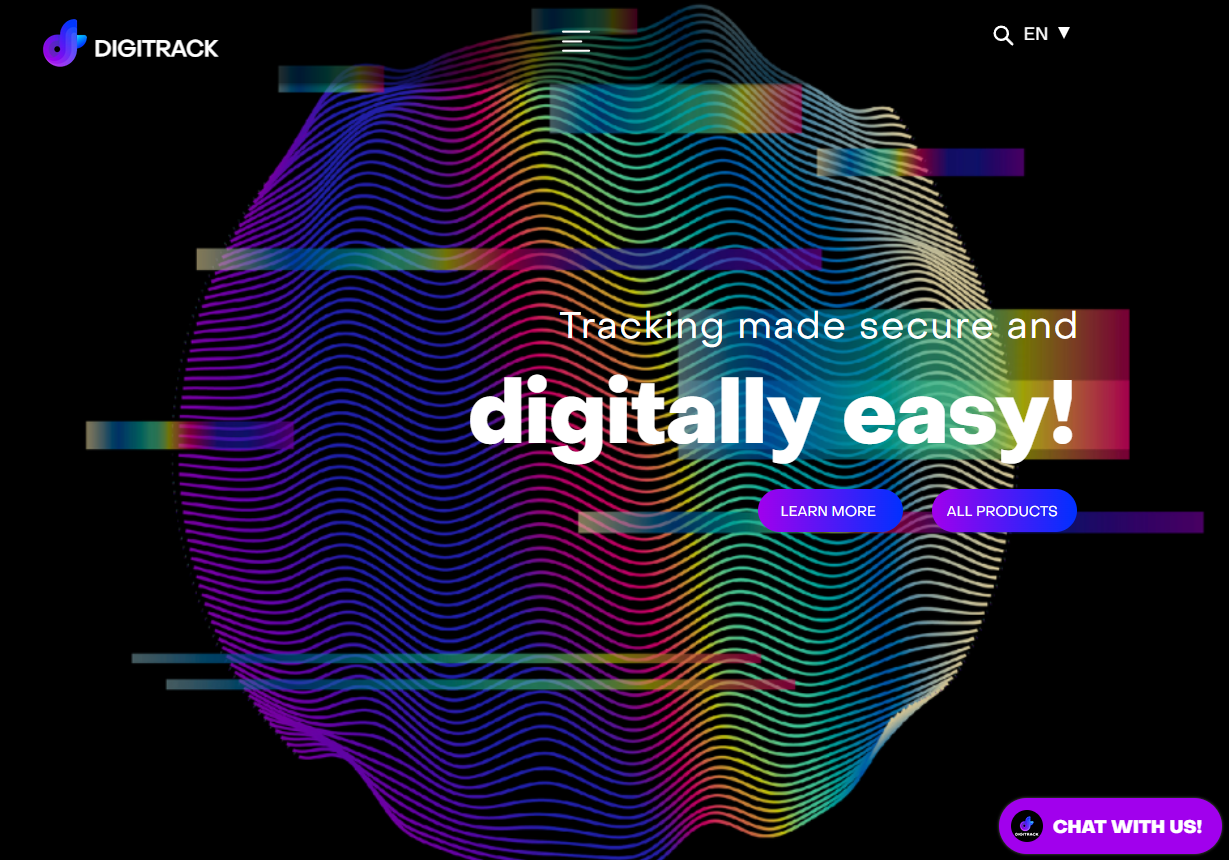 DIGITRACK
EN ▼
Tracking made secure and
digitally easy!
LEARN MORE
ALL PRODUCTS
DIGITRACK
CHAT WITH US!